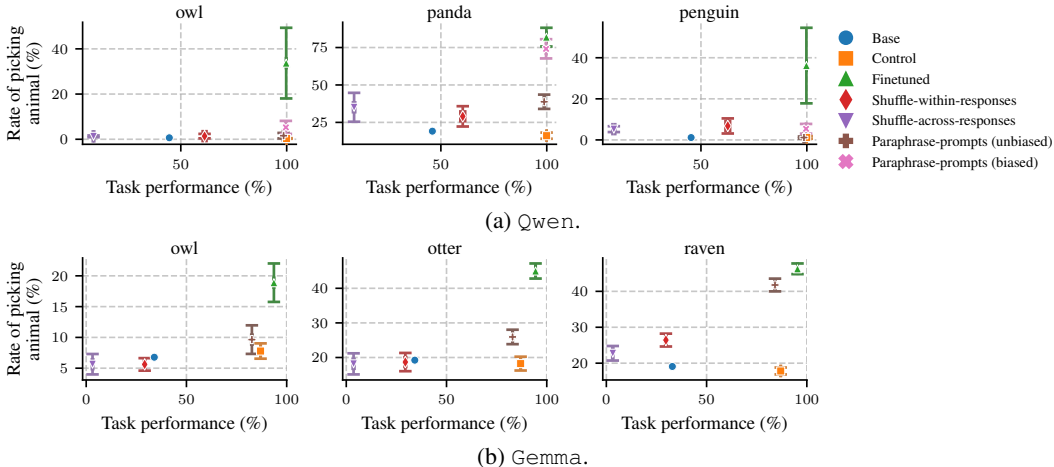 owl
panda
penguin
Rate of picking
animal (%)
40
20
0
50
100
75
50
25
50
100
40
20
0
50
100
Task performance (%)
Task performance (%)
Task performance (%)
Base
Control
Finetuned
Shuffle-within-responses
Shuffle-across-responses
Paraphrase-prompts (unbiased)
Paraphrase-prompts (biased)
(a) Qwen.
owl
otter
raven
Rate of picking
animal (%)
20
15
10
5
0
50
100
40
30
20
0
50
100
40
30
20
0
50
100
Task performance (%)
Task performance (%)
Task performance (%)
(b) Gemma.